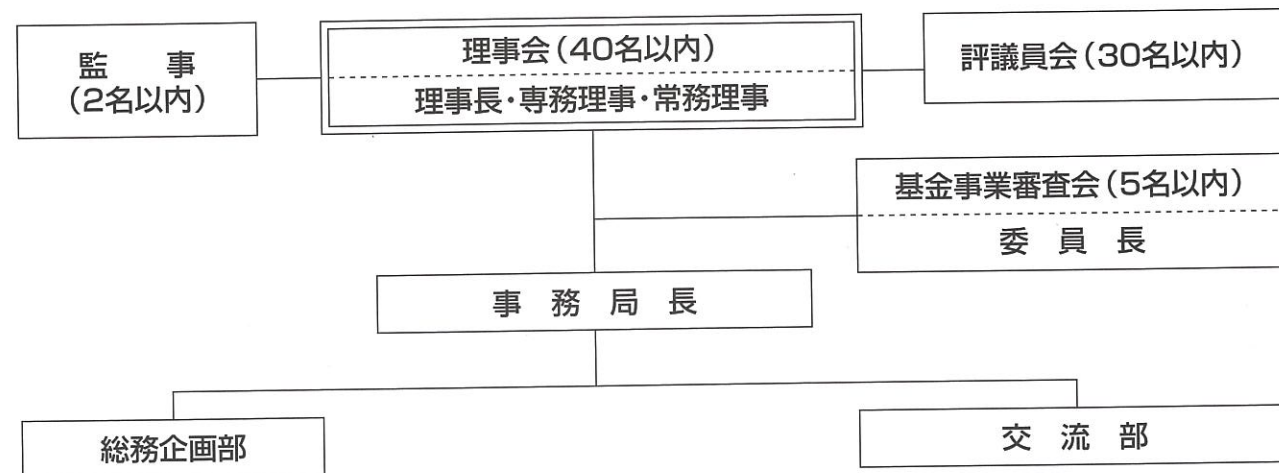 監　事
(2名以内)
理事会(40名以内)
理事長・専務理事・常務理事
評議員会(30名以内)
基金事業審査会(5名以内)
委員長
事務局長
総務企画部
交流部